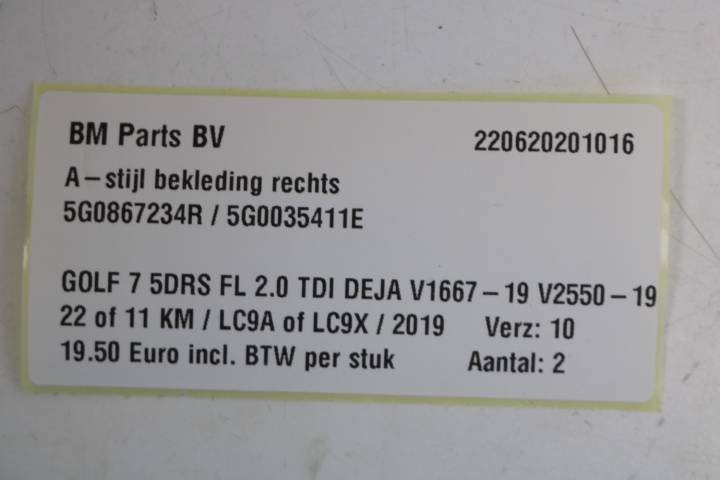 BM Parts BV 220620201016
A-stijl bekleding rechts
5G0867234R / 5G0035411E
GOLF 7 5DRS FL 2.0 TDI DEJA V1667-19 V2550-19
22 of 11 KM / LC9A of LC9X / 2019 Verz: 10
19.50 Euro incl. BTW per stuk Aantal: 2